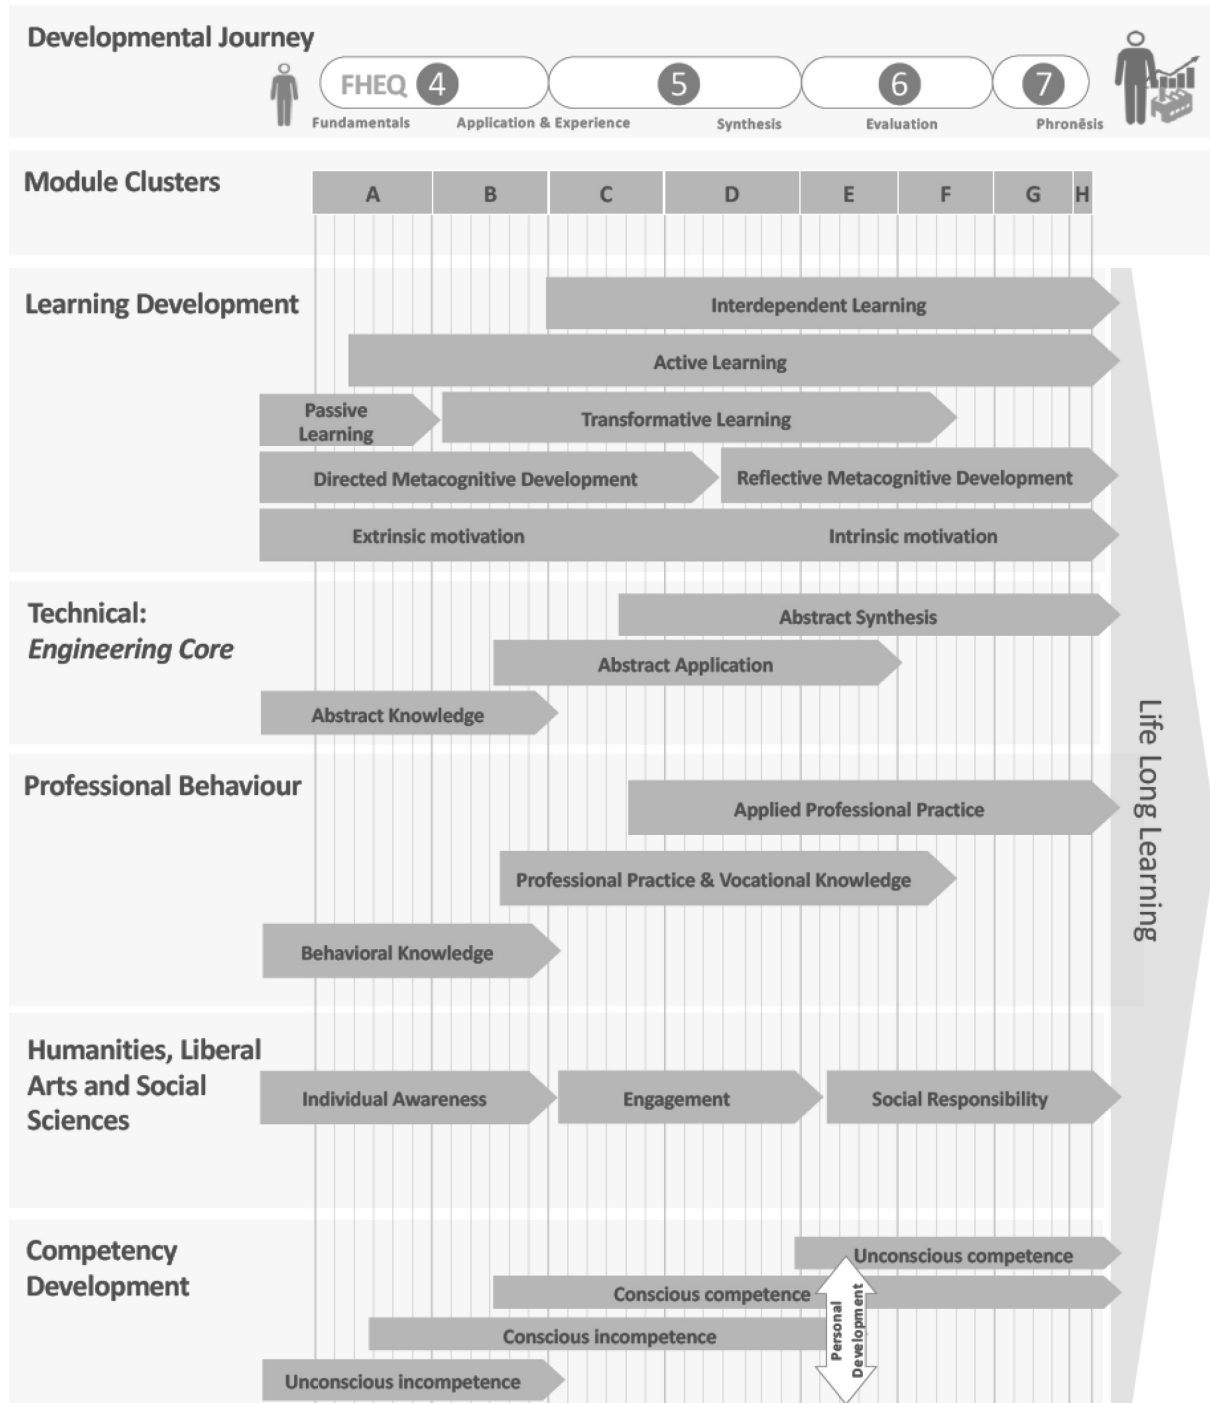 Developmental Journey
FHEQ 4 5 6 7
Fundamentals Application & Experience Synthesis Evaluation Phronēsis
Module Clusters
A B C D E F G H
Learning Development
Interdependent Learning
Active Learning
Passive
Learning
Transformative Learning
Directed Metacognitive Development
Reflective Metacognitive Development
Extrinsic motivation
Intrinsic motivation
Technical:
Engineering Core
Abstract Synthesis
Abstract Application
Abstract Knowledge
Professional Behaviour
Applied Professional Practice
Professional Practice & Vocational Knowledge
Behavioral Knowledge
Humanities, Liberal
Arts and Social
Sciences
Individual Awareness
Engagement
Social Responsibility
Competency
Development
Unconscious competence
Conscious competence
Conscious incompetence
Unconscious incompetence
Personal
Development
Life Long Learning